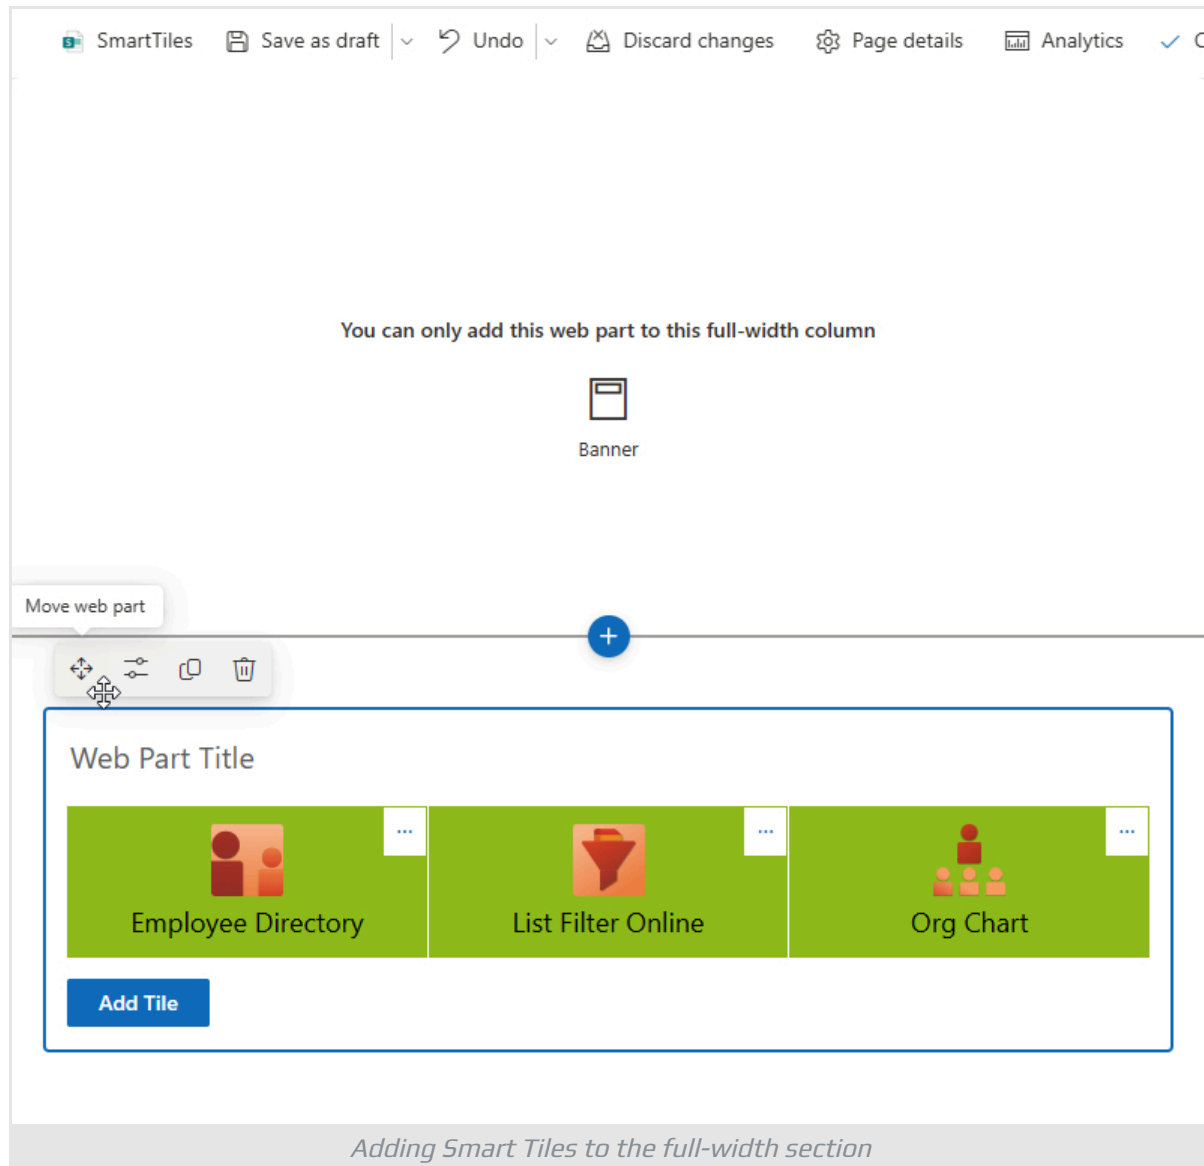 SmartTiles Save as draft Undo Discard changes Page details Analytics
You can only add this web part to this full-width column
Banner
Move web part
Web Part Title
Employee Directory List Filter Online Org Chart
Add Tile
Adding Smart Tiles to the full-width section